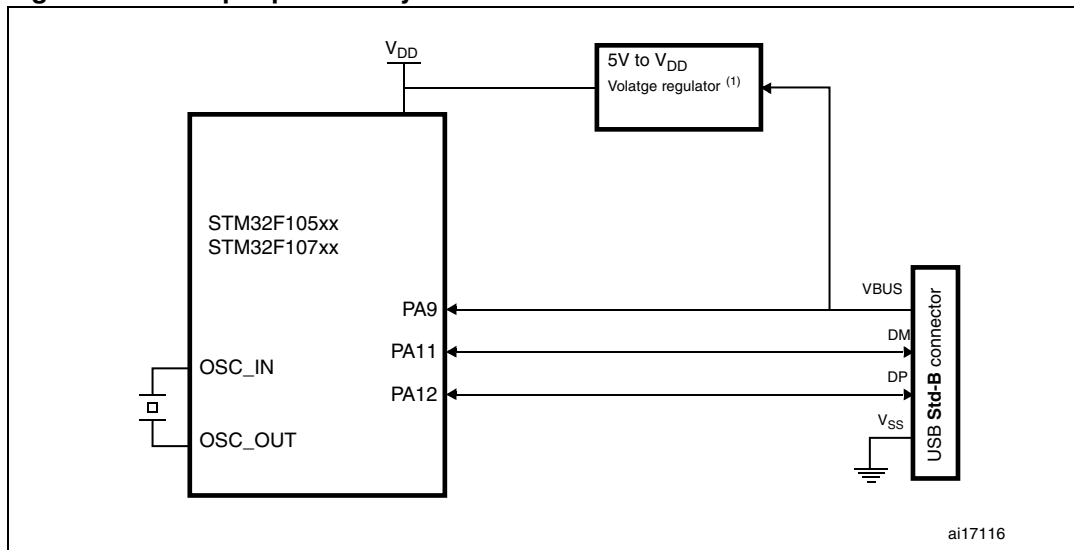 V_DD
5V to V_DD
Volatge regulator (1)
STM32F105xx
STM32F107xx
VBUS
PA9
DM
PA11
OSC_IN
DP
PA12
V_SS
OSC_OUT
USB Std-B connector
ai17116